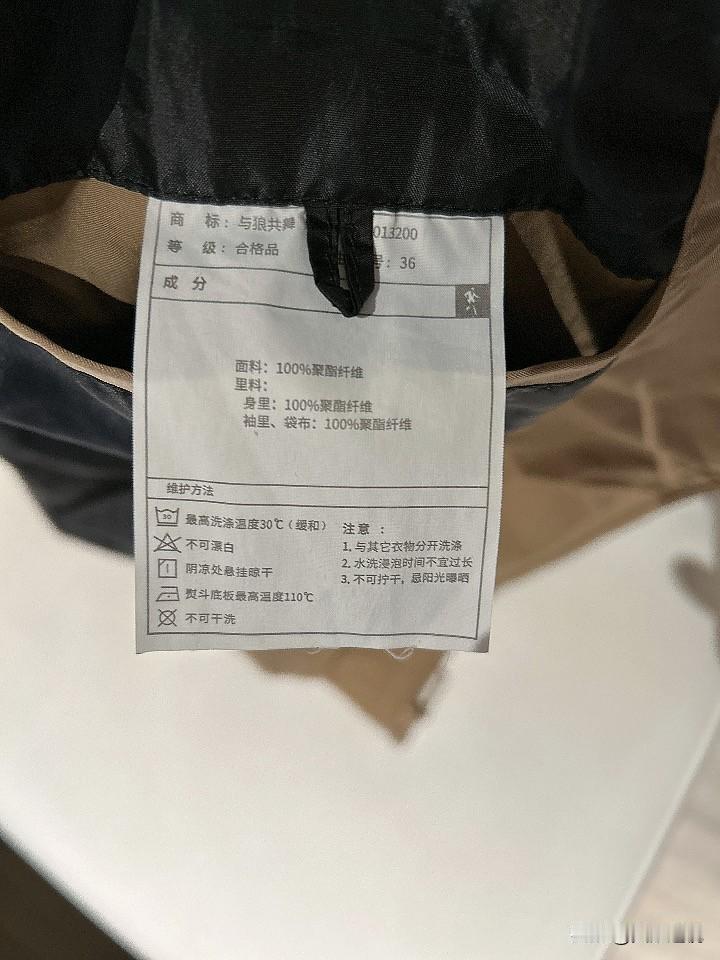 商 标：与狼共舞 013200
等 级：合格品 号：36
成 分
面料：100%聚酯纤维
里料：
身里：100%聚酯纤维
袖里、袋布：100%聚酯纤维
维护方法
30 最高洗涤温度30℃（缓和）
不可漂白
阴凉处悬挂晾干
熨斗底板最高温度110℃
不可干洗
注意：
1. 与其它衣物分开洗涤
2. 水洗浸泡时间不宜过长
3. 不可拧干，忌阳光曝晒